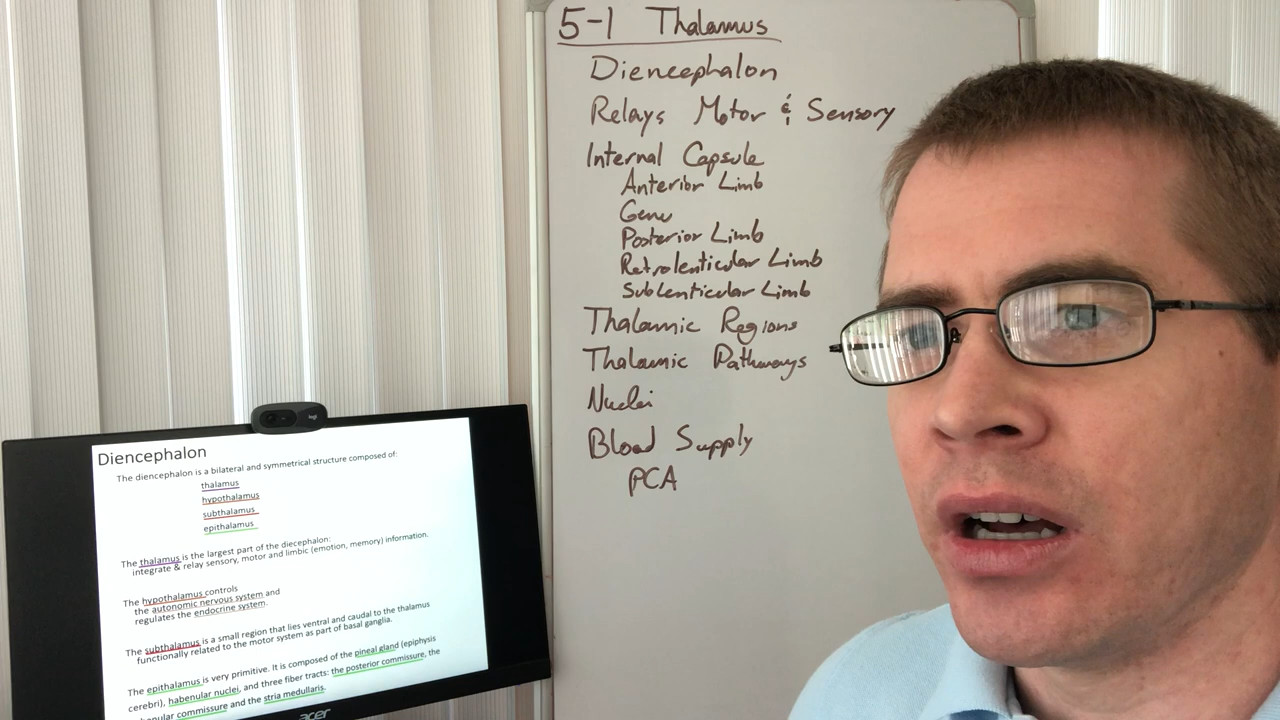 5-1 Thalamus
Diencephalon
Relays Motor & Sensory
Internal Capsule
Anterior Limb
Genu
Posterior Limb
Retrolenticular Limb
Sublenticular Limb
Thalamic Regions
Thalamic Pathways
Nuclei
Blood Supply
PCA
logi
Diencephalon
The diencephalon is a bilateral and symmetrical structure composed of:
thalamus
hypothalamus
subthalamus
epithalamus
The thalamus is the largest part of the diecephalon:
integrate & relay sensory, motor and limbic (emotion, memory) information.
The hypothalamus controls
the autonomic nervous system and
regulates the endocrine system.
The subthalamus is a small region that lies ventral and caudal to the thalamus
functionally related to the motor system as part of basal ganglia.
The epithalamus is very primitive. It is composed of the pineal gland (epiphysis
cerebri), habenular nuclei, and three fiber tracts: the posterior commissure, the
commissure and the stria medullaris.
acer